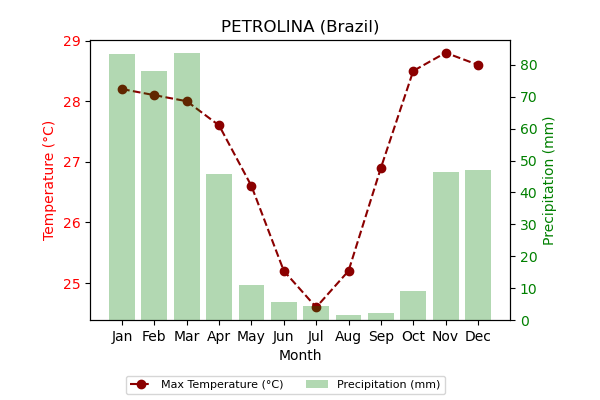 PETROLINA (Brazil)
29
28
27
26
25
Temperature (°C)
80
70
60
50
40
30
20
10
0
Precipitation (mm)
Jan Feb Mar Apr May Jun Jul Aug Sep Oct Nov Dec
Month
Max Temperature (°C) Precipitation (mm)